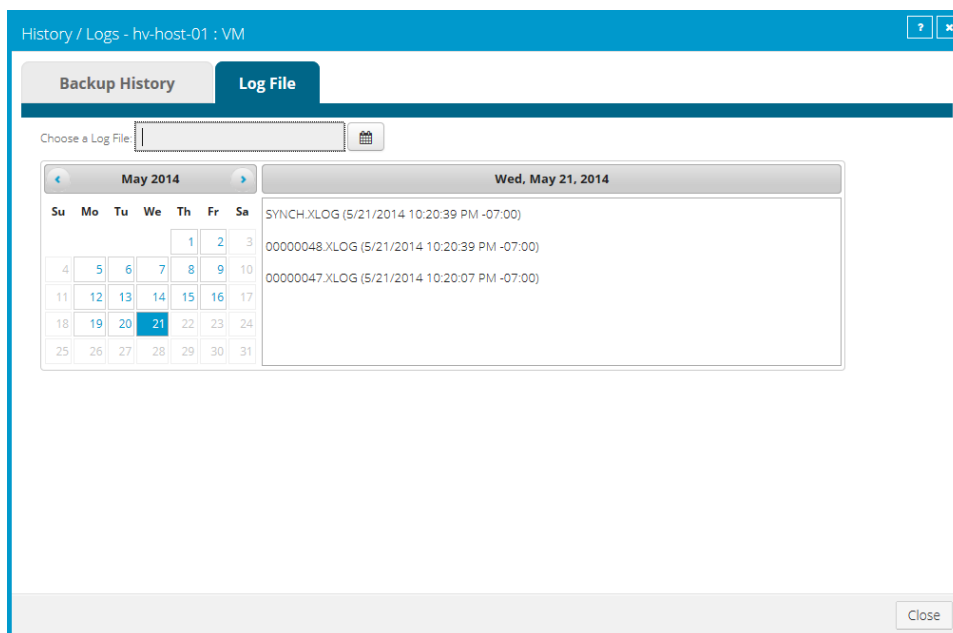 History / Logs - hv-host-01 : VM
? x
Backup History Log File
Choose a Log File:
May 2014
Su Mo Tu We Th Fr Sa
1 2 3
4 5 6 7 8 9 10
11 12 13 14 15 16 17
18 19 20 21 22 23 24
25 26 27 28 29 30 31
Wed, May 21, 2014
SYNCH.XLOG (5/21/2014 10:20:39 PM -07:00)
00000048.XLOG (5/21/2014 10:20:39 PM -07:00)
00000047.XLOG (5/21/2014 10:20:07 PM -07:00)
Close